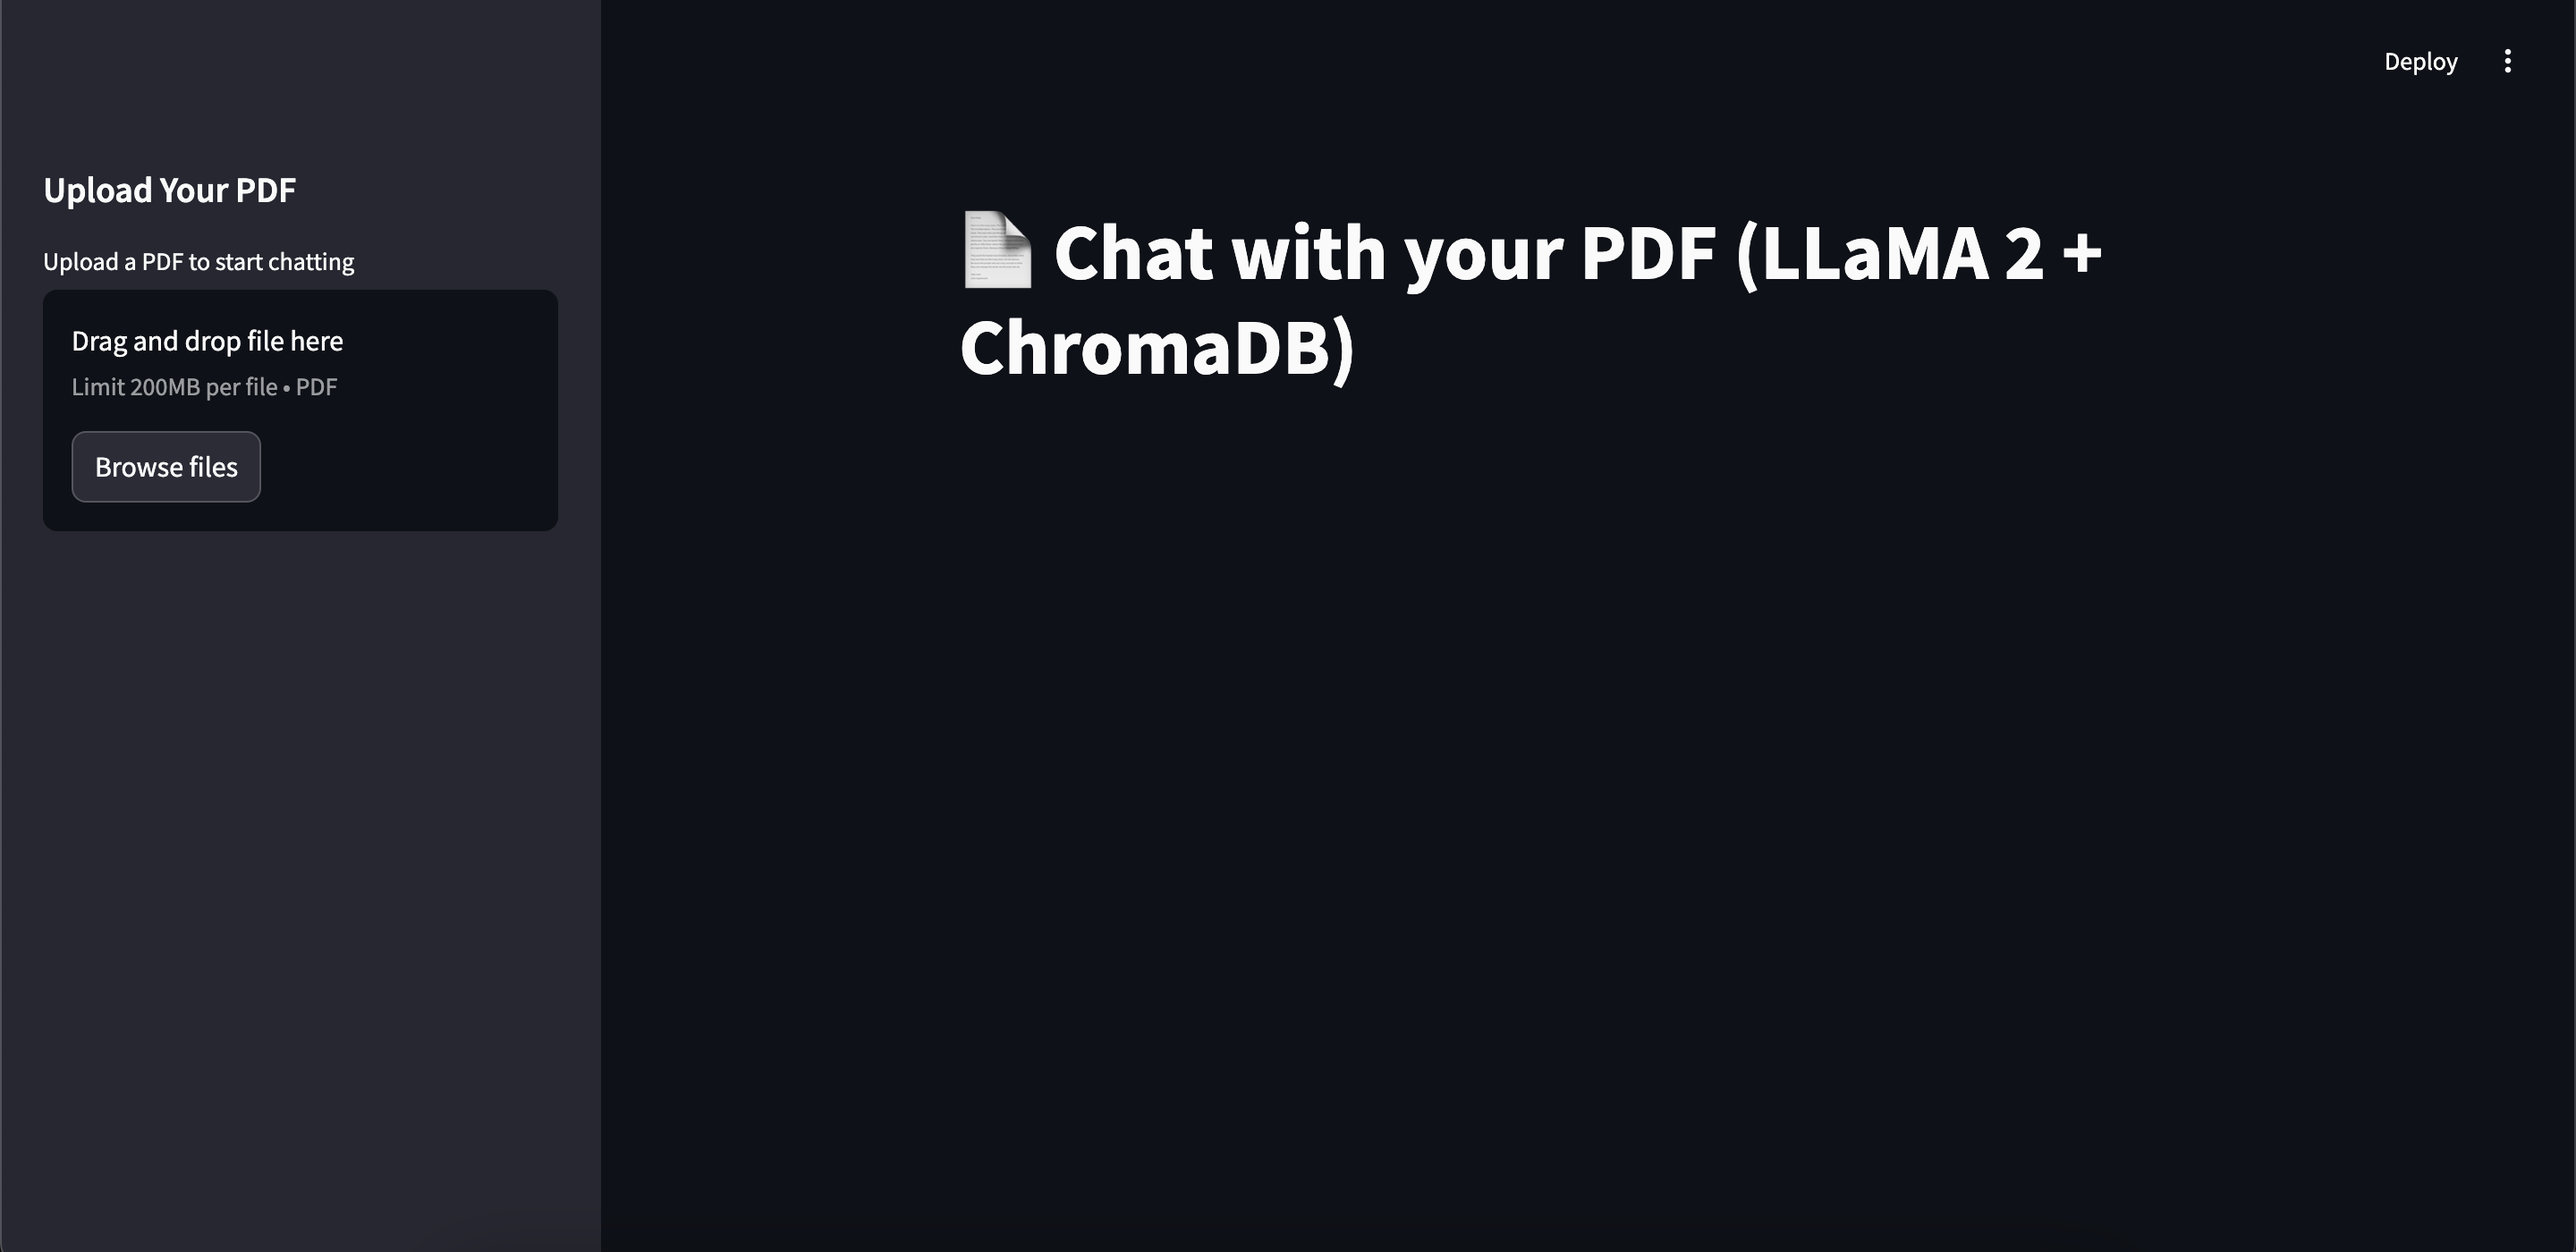 Deploy
Upload Your PDF
Upload a PDF to start chatting
Drag and drop file here
Limit 200MB per file • PDF
Browse files
Chat with your PDF (LLaMA 2 +
ChromaDB)